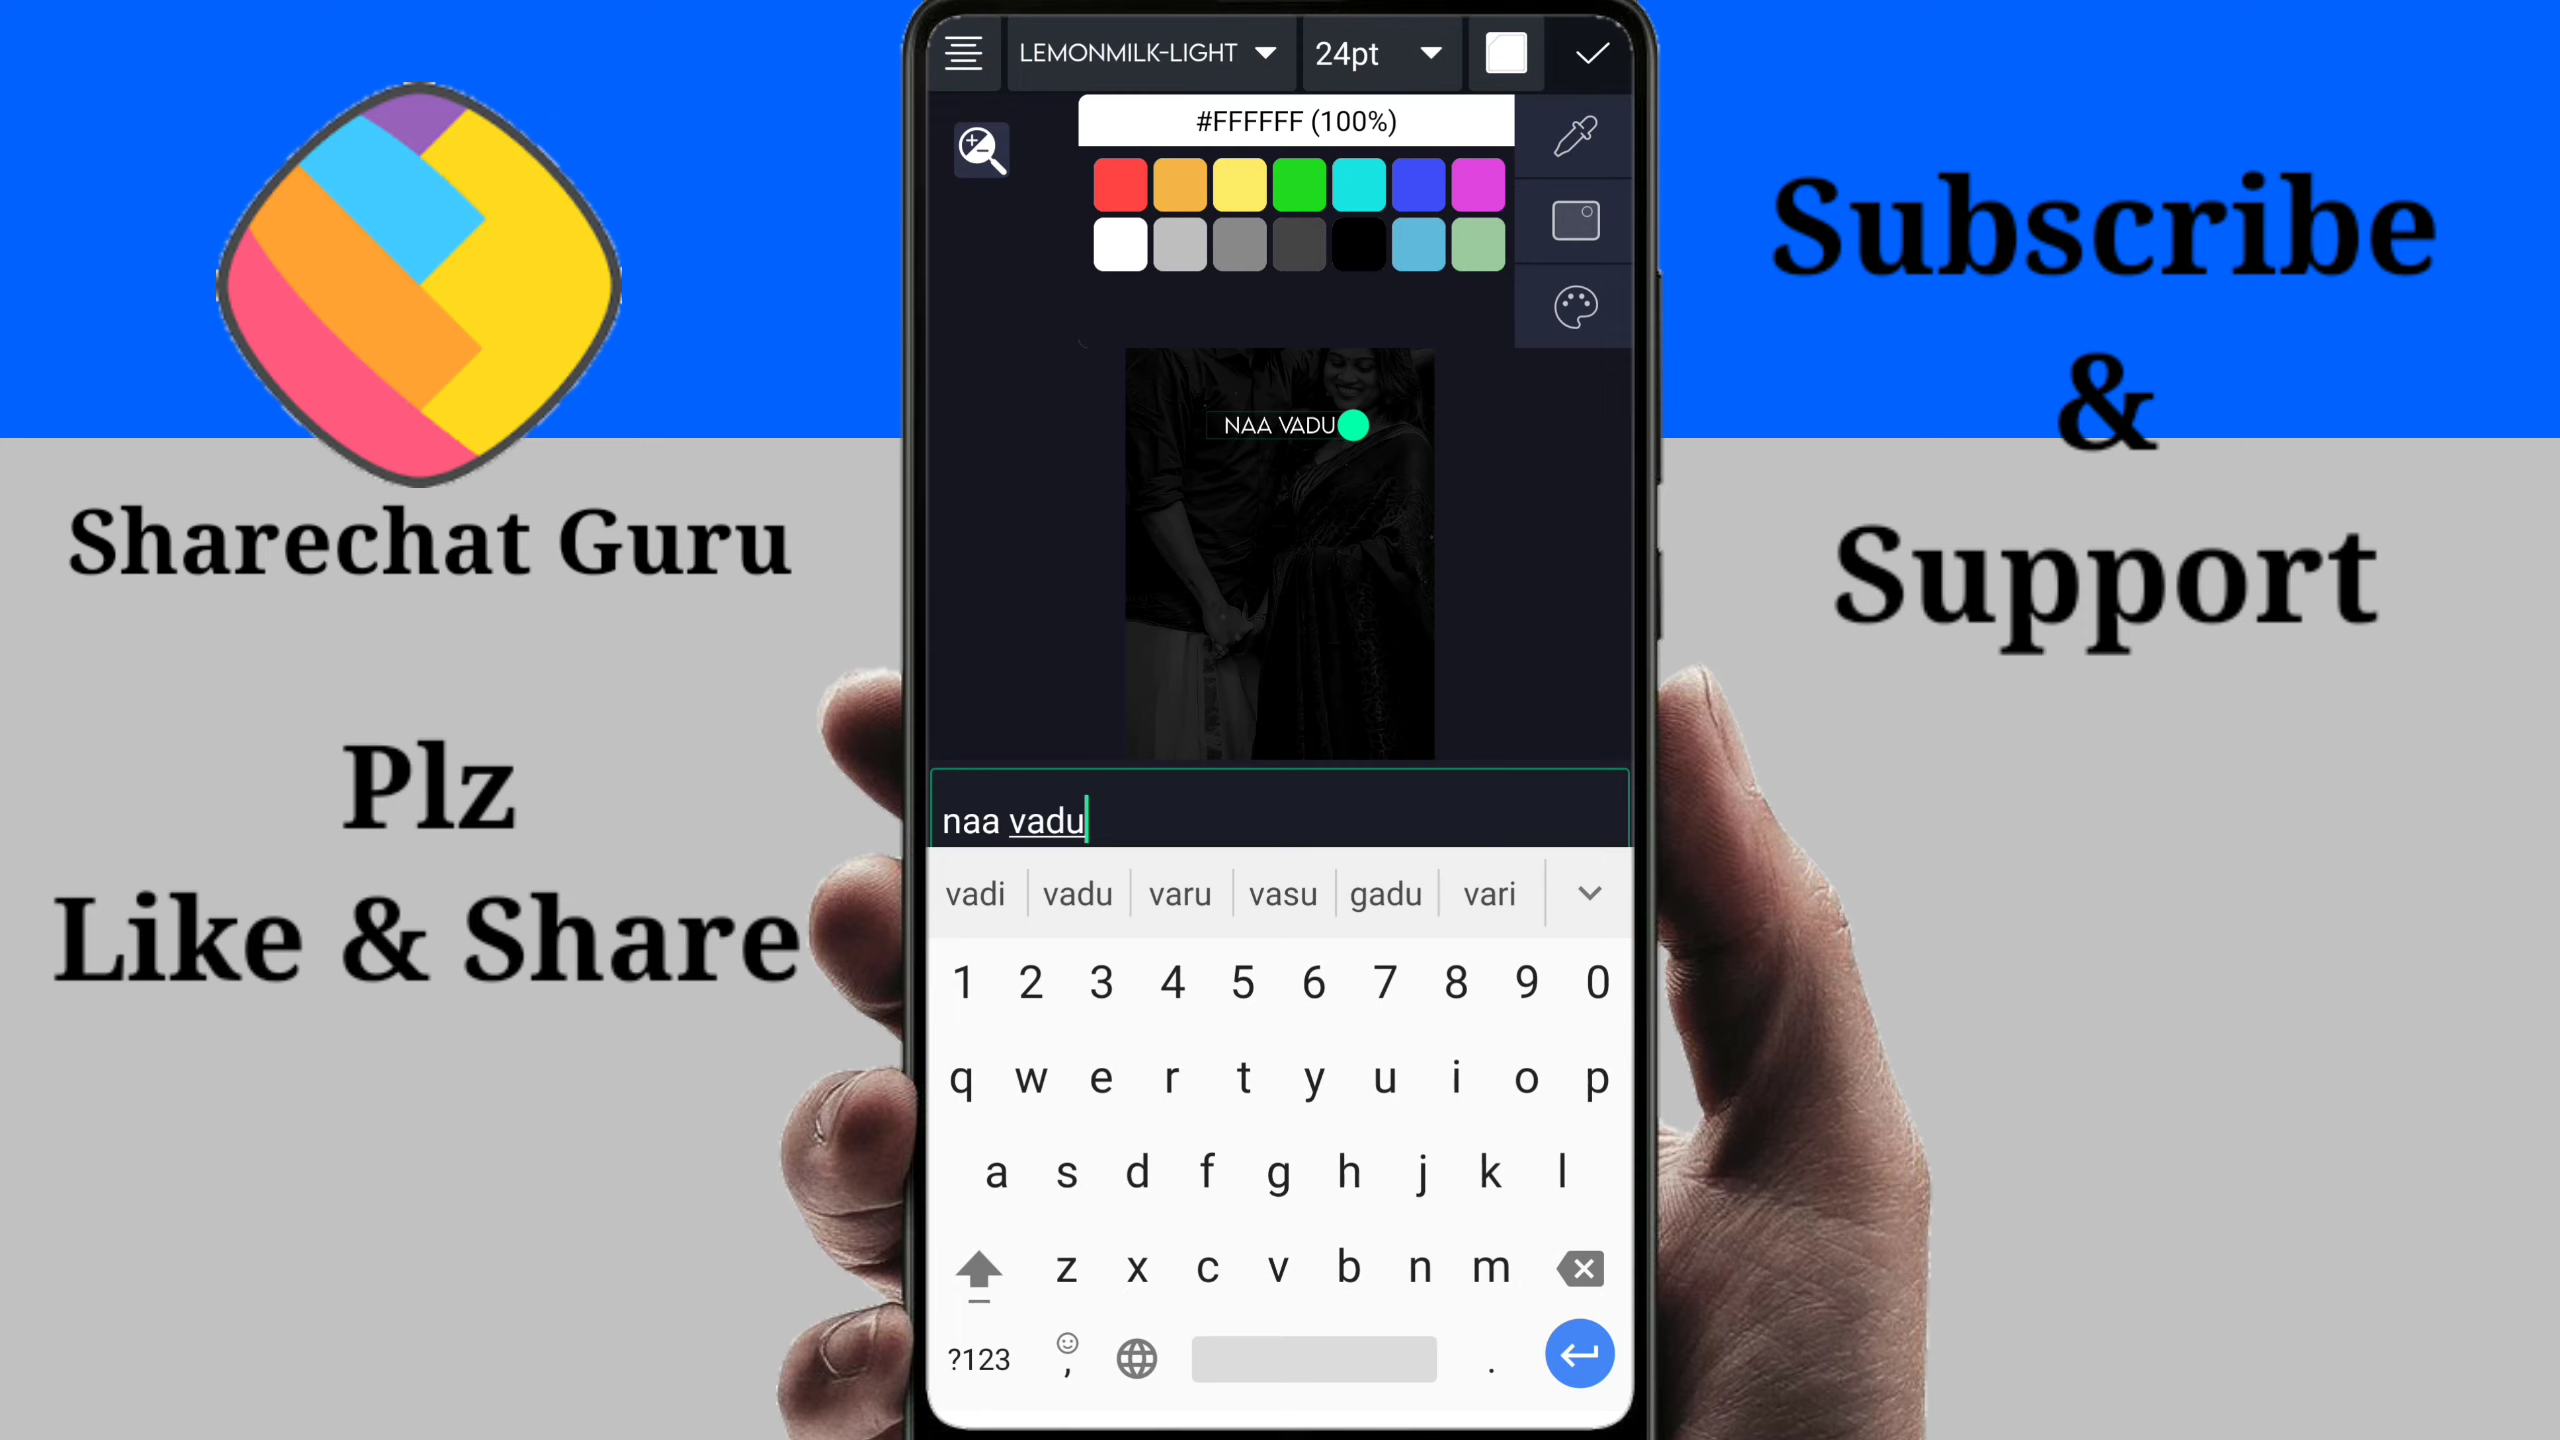 LEMONMILK-LIGHT
24pt
#FFFFFF (100%)
NAA VADU
naa vadu
vadi vadu varu vasu gadu vari
1 2 3 4 5 6 7 8 9 0
q w e r t y u i o p
a s d f g h j k l
z x c v b n m
?123 , .
Sharechat Guru
Plz
Like & Share
Subscribe
&
Support